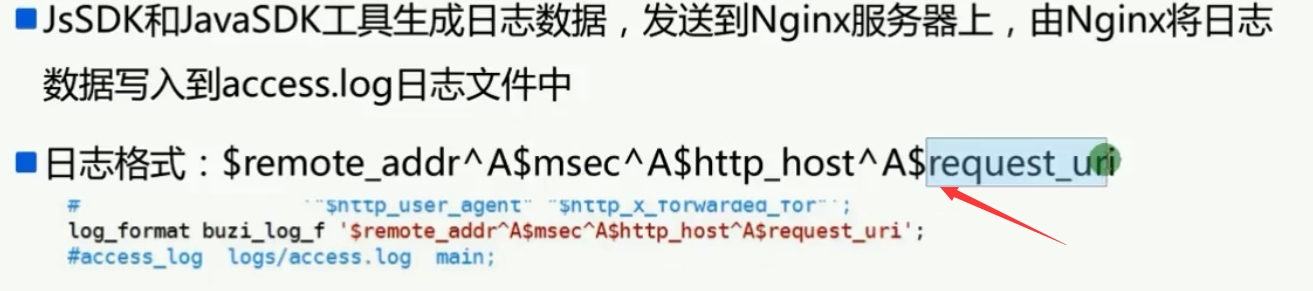 JsSDK和JavaSDK工具生成日志数据，发送到Nginx服务器上，由Nginx将日志
数据写入到access.log日志文件中
日志格式：$remote_addr^A$msec^A$http_host^A$request_uri
#                 '"$http_user_agent" "$http_x_forwarded_for"';
log_format buzi_log_f '$remote_addr^A$msec^A$http_host^A$request_uri';
#access_log  logs/access.log  main;